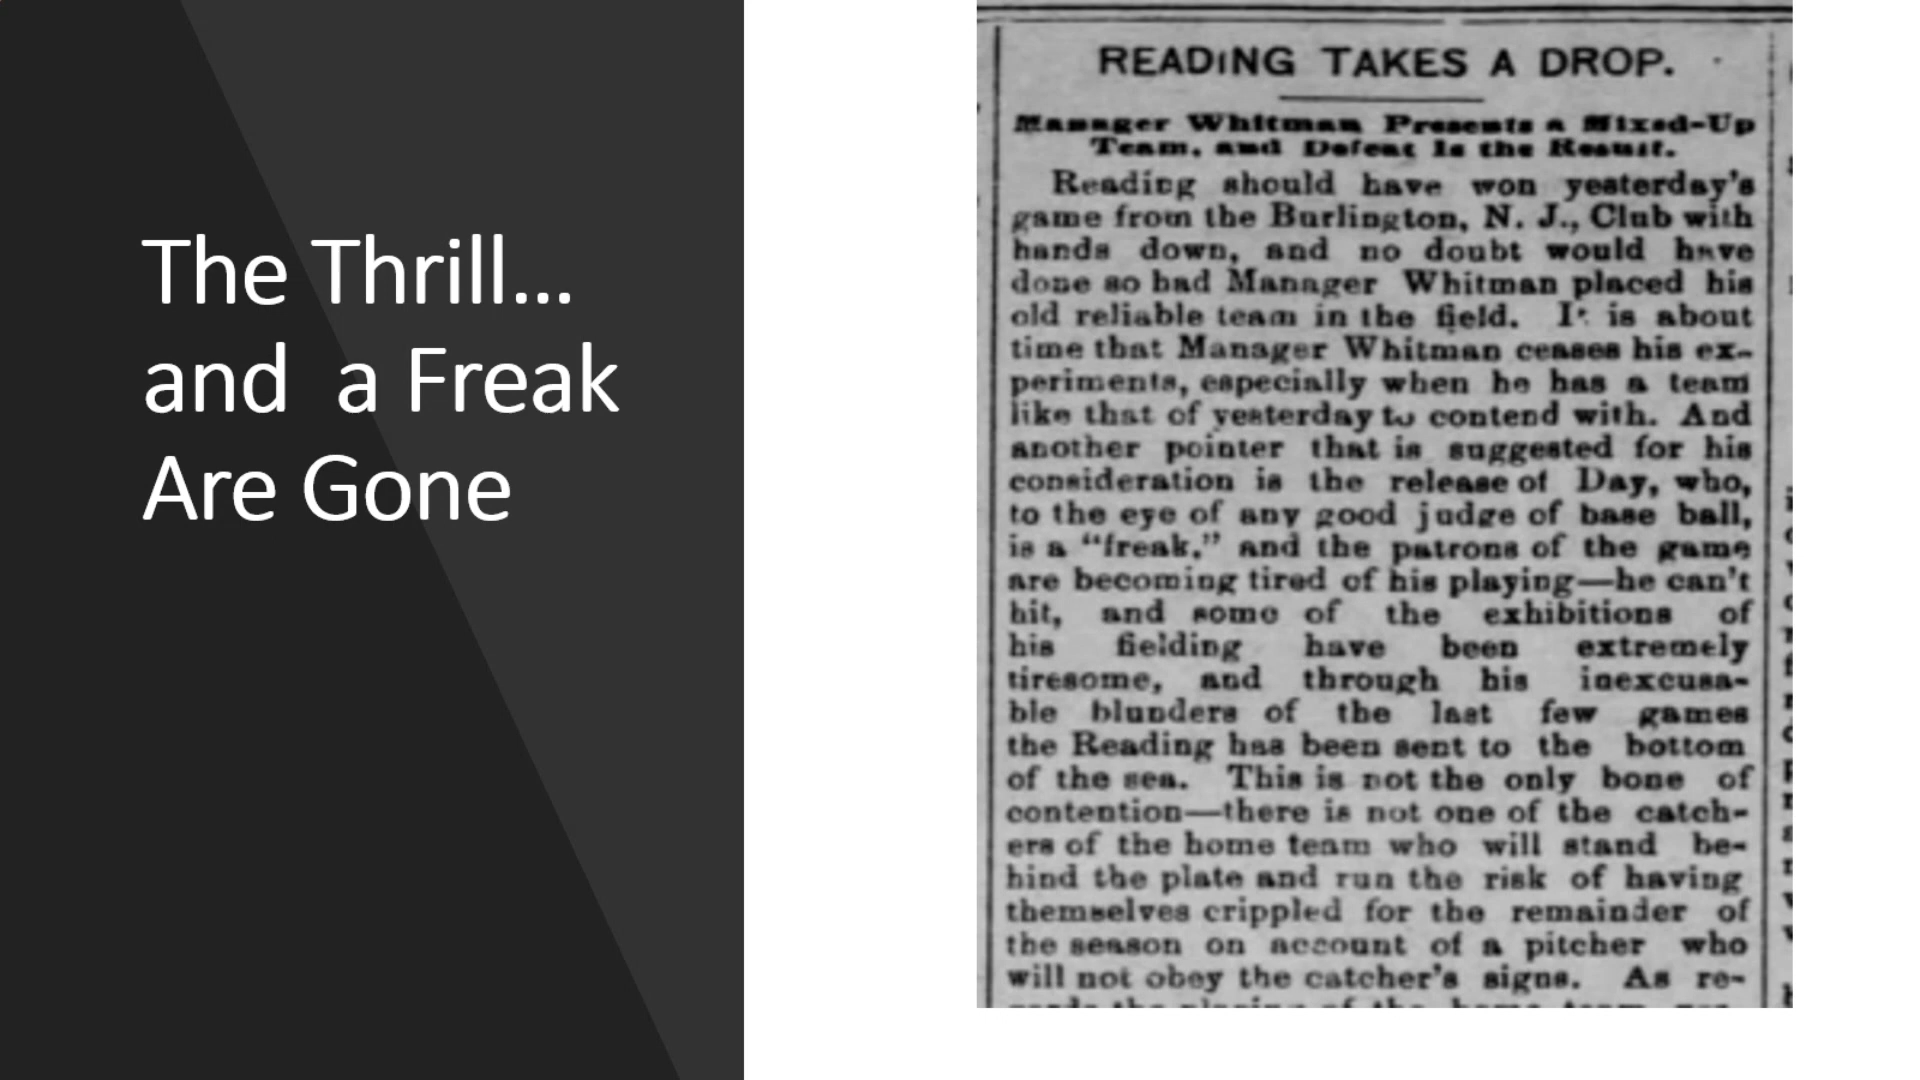 The Thrill...
and a Freak
Are Gone
READING TAKES A DROP.
Manager Whitman Presents a Mixed-Up
Team, and Defeat Is the Result.
Reading should have won yesterday's
game from the Burlington, N. J., Club with
hands down, and no doubt would have
done so had Manager Whitman placed his
old reliable team in the field. It is about
time that Manager Whitman ceases his ex-
periments, especially when he has a team
like that of yesterday to contend with. And
another pointer that is suggested for his
consideration is the release of Day, who,
to the eye of any good judge of base ball,
is a "freak," and the patrons of the game
are becoming tired of his playing—he can't
hit, and some of the exhibitions of
his fielding have been extremely
tiresome, and through his inexcusa-
ble blunders of the last few games
the Reading has been sent to the bottom
of the sea. This is not the only bone of
contention—there is not one of the catch-
ers of the home team who will stand be-
hind the plate and run the risk of having
themselves crippled for the remainder of
the season on account of a pitcher who
will not obey the catcher's signs. As re-